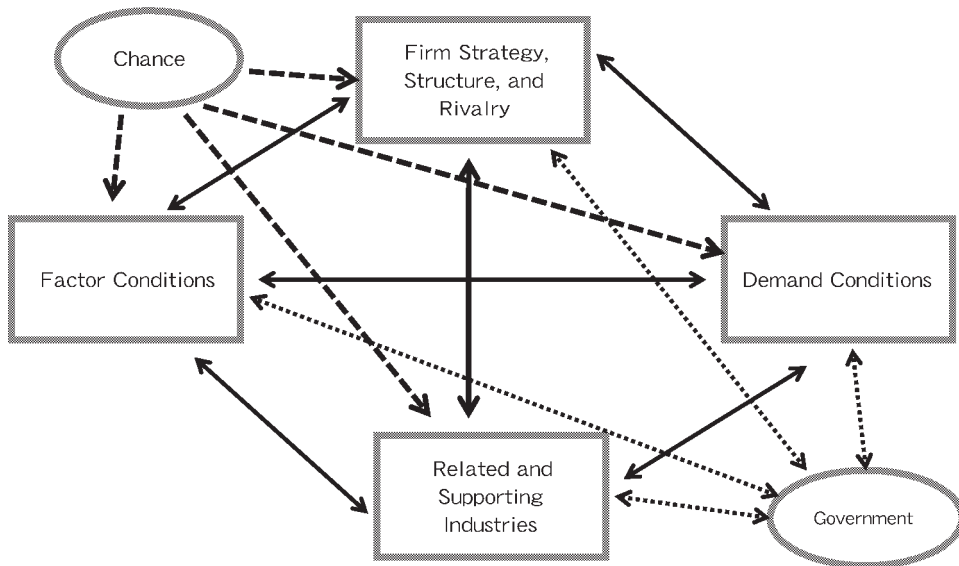 Chance
Firm Strategy,
Structure, and
Rivalry
Factor Conditions
Demand Conditions
Related and
Supporting
Industries
Government